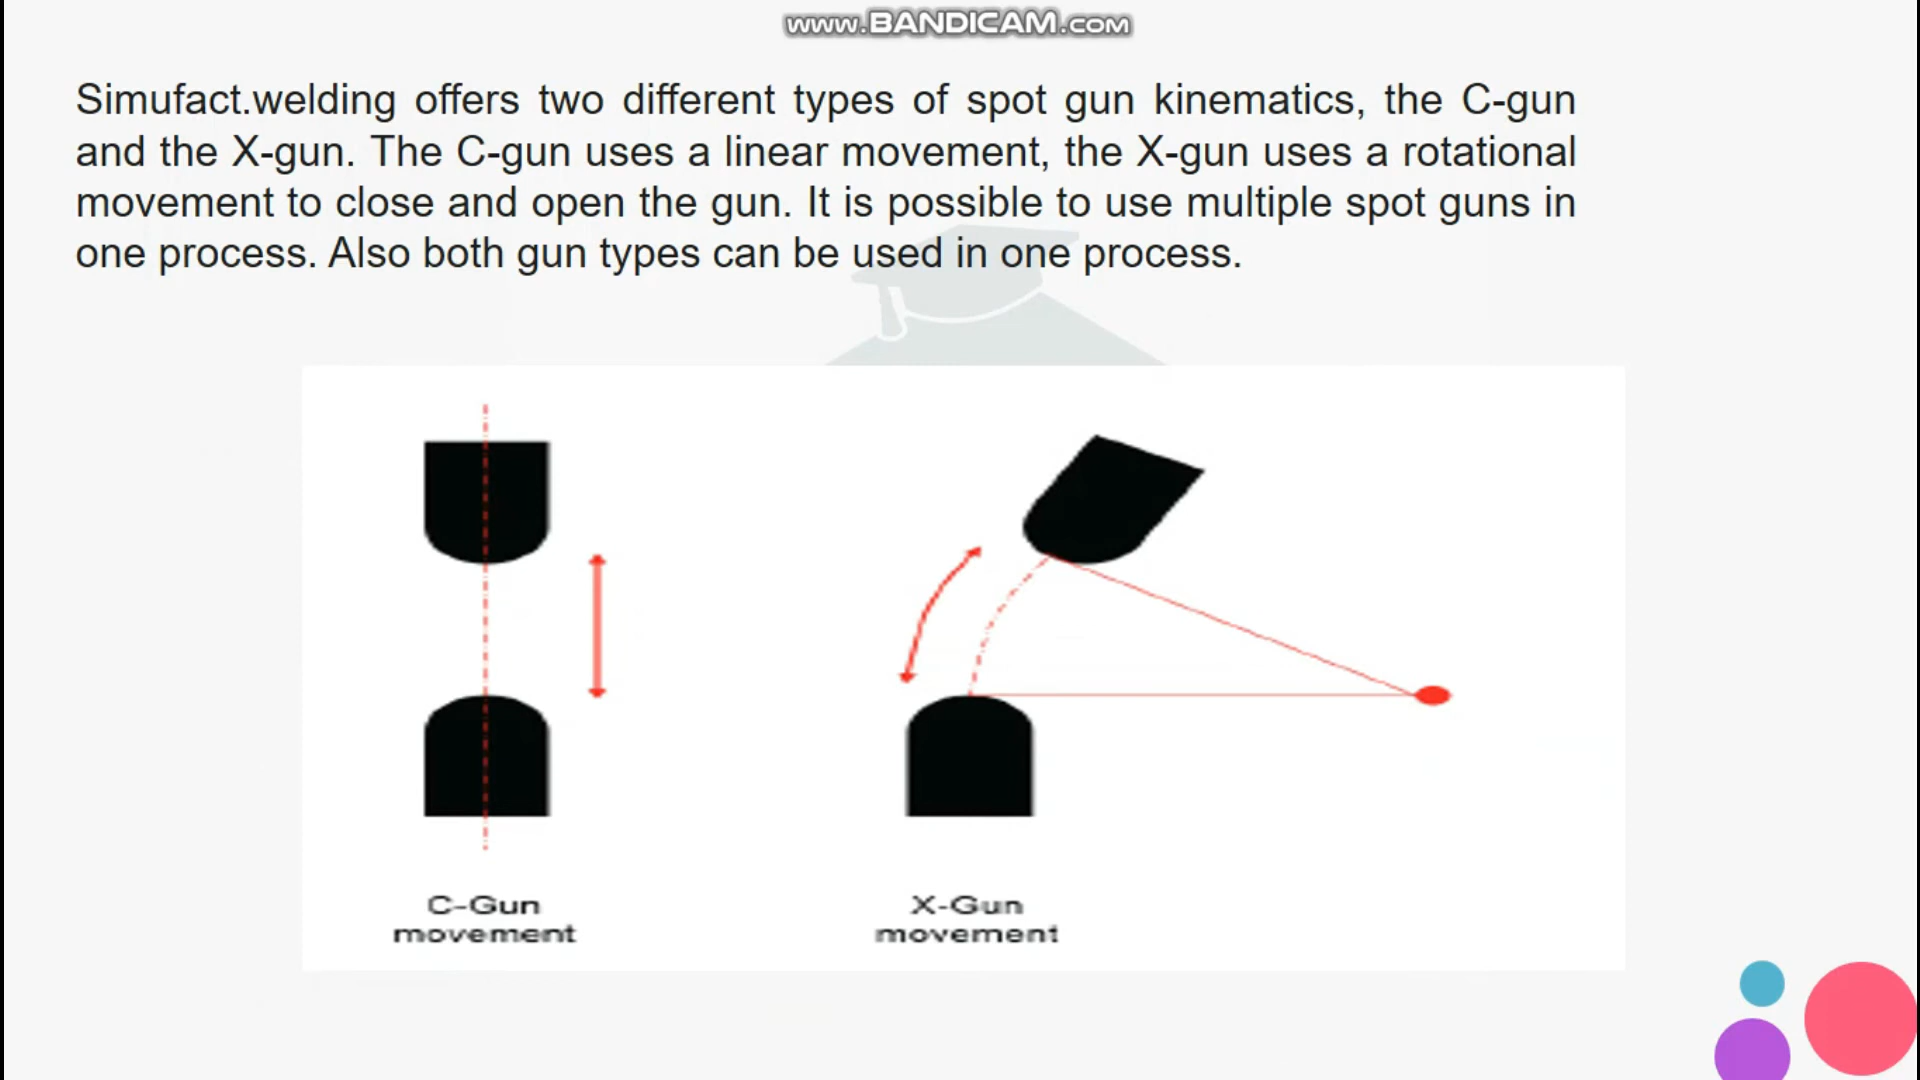 www.BANDICAM.com
Simufact.welding offers two different types of spot gun kinematics, the C-gun
and the X-gun. The C-gun uses a linear movement, the X-gun uses a rotational
movement to close and open the gun. It is possible to use multiple spot guns in
one process. Also both gun types can be used in one process.
C-Gun
movement
X-Gun
movement